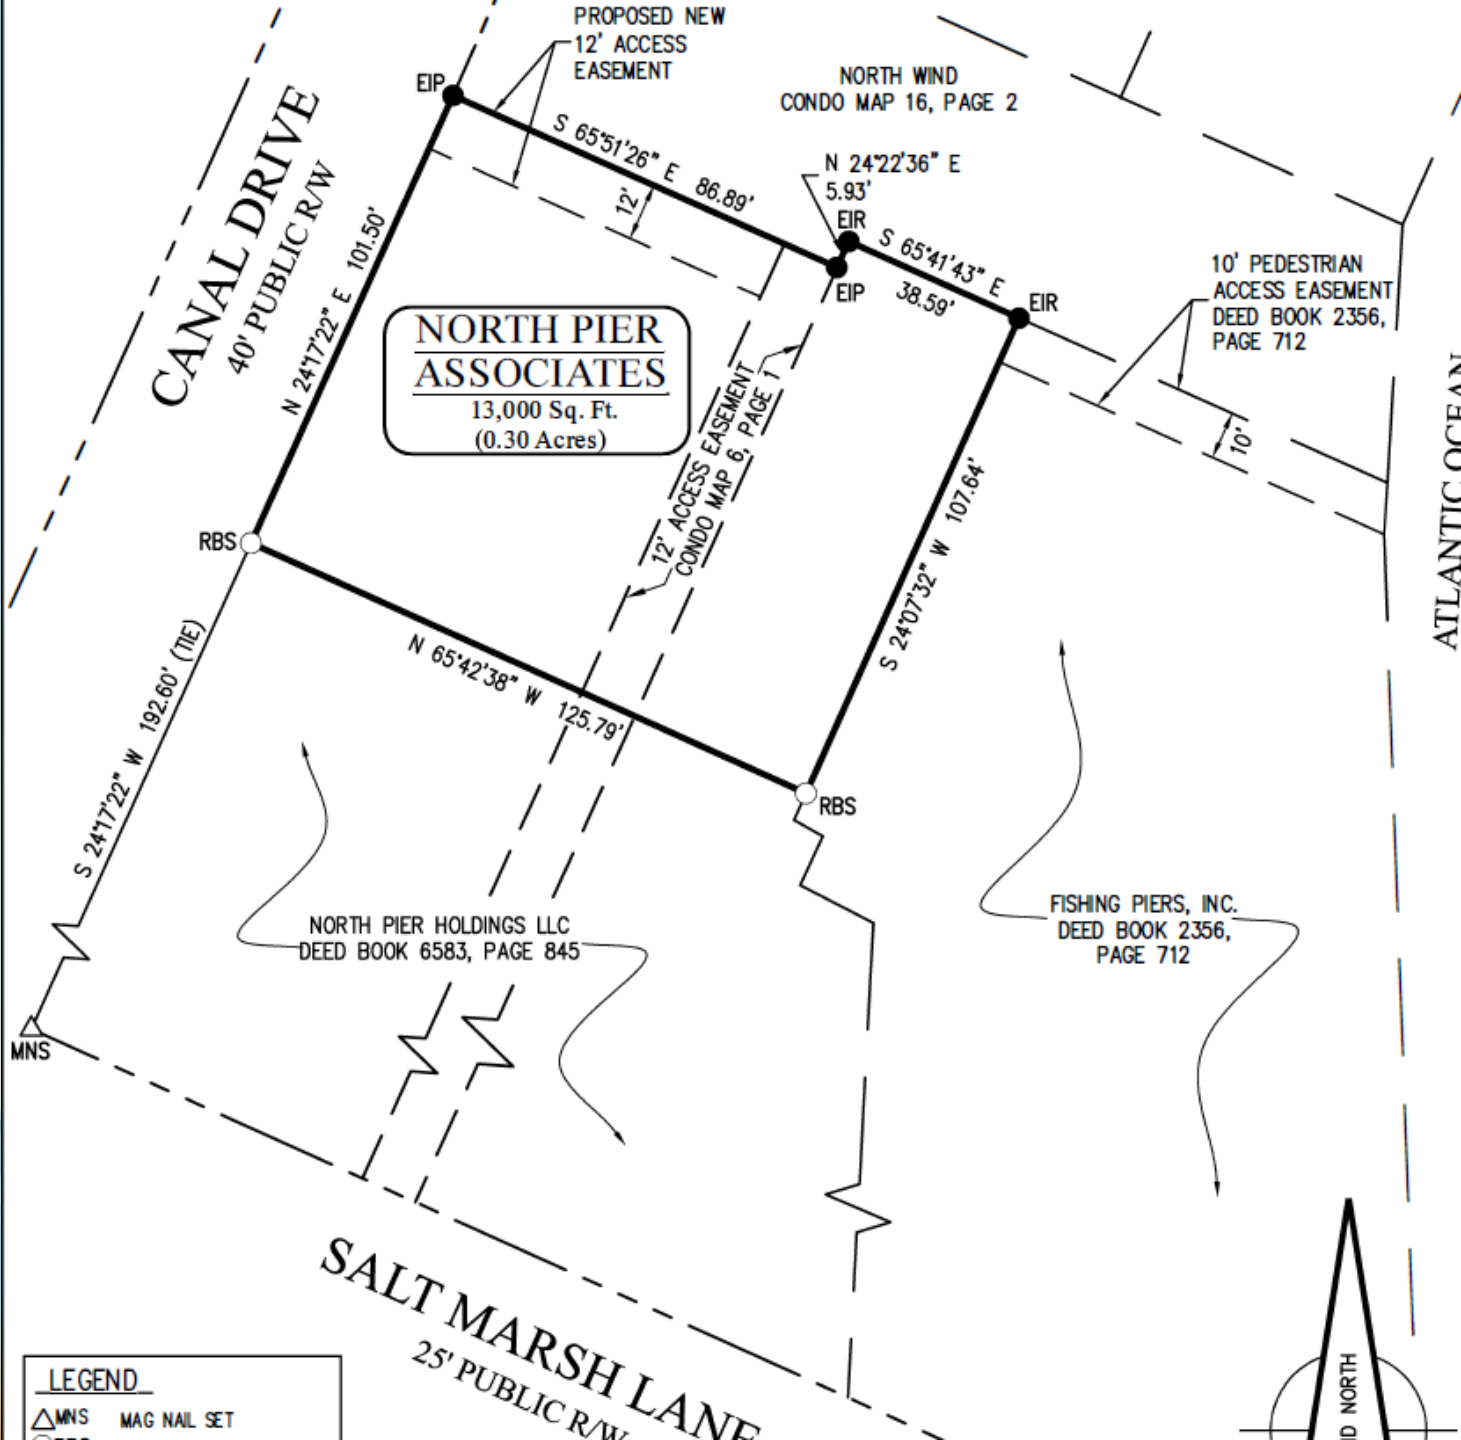 PROPOSED NEW
12' ACCESS
EASEMENT
NORTH WIND
CONDO MAP 16, PAGE 2
EIP
S 65°51'26" E 86.89'
N 24°22'36" E
5.93'
EIR
S 65°41'43" E
38.59'
EIR
EIP
12'
CANAL DRIVE
40' PUBLIC R/W
N 24°17'22" E 101.50'
10' PEDESTRIAN
ACCESS EASEMENT
DEED BOOK 2356,
PAGE 712
10'
NORTH PIER
ASSOCIATES
13,000 Sq. Ft.
(0.30 Acres)
12' ACCESS EASEMENT
CONDO MAP 6, PAGE 1
ATLANTIC OCEAN
S 24°07'32" W 107.64'
RBS
N 65°42'38" W 125.79'
RBS
S 24°17'22" W 192.60' (TIE)
NORTH PIER HOLDINGS LLC
DEED BOOK 6583, PAGE 845
FISHING PIERS, INC.
DEED BOOK 2356,
PAGE 712
MNS
SALT MARSH LANE
25' PUBLIC R/W
LEGEND
MNS MAG NAIL SET
NORTH